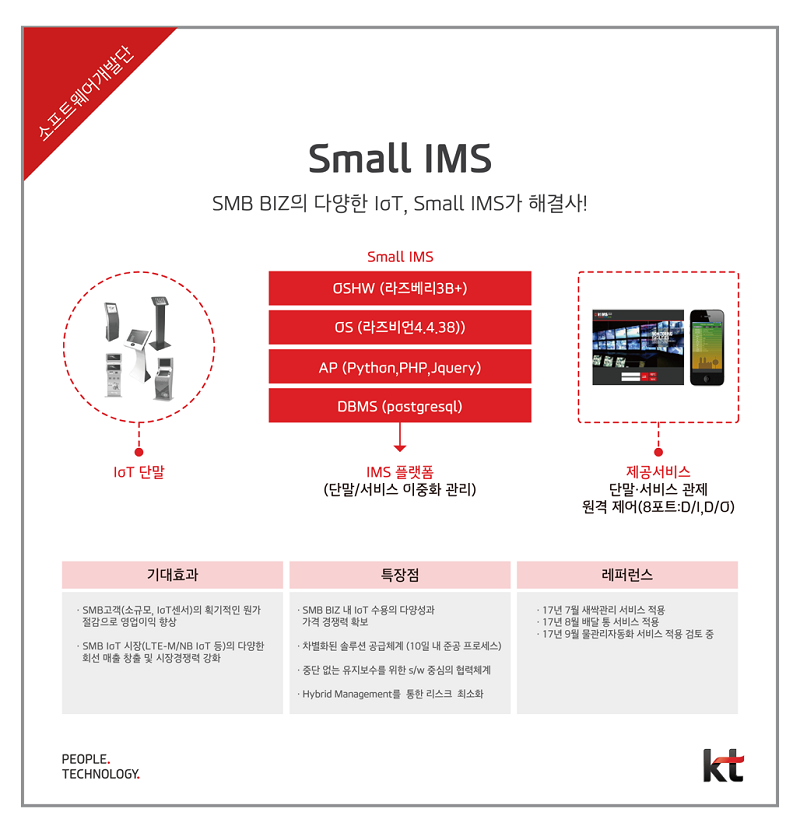 소프트웨어개발단
Small IMS
SMB BIZ의 다양한 IoT, Small IMS가 해결사!
Small IMS
OSHW (라즈베리3B+)
OS (라즈비언4.4.38))
AP (Python,PHP,Jquery)
DBMS (postgresql)
IoT 단말
IMS 플랫폼
(단말/서비스 이중화 관리)
제공서비스
단말·서비스 관제
원격 제어(8포트:D/I,D/O)
기대효과
· SMB고객(소규모, IoT센서)의 획기적인 원가
절감으로 영업이익 향상
· SMB IoT 시장(LTE-M/NB IoT 등)의 다양한
회선 매출 창출 및 시장경쟁력 강화
특장점
· SMB BIZ 내 IoT 수용의 다양성과
가격 경쟁력 확보
· 차별화된 솔루션 공급체계 (10일 내 준공 프로세스)
· 중단 없는 유지보수를 위한 s/w 중심의 협력체계
· Hybrid Management를 통한 리스크 최소화
레퍼런스
· 17년 7월 새싹관리 서비스 적용
· 17년 8월 배달 통 서비스 적용
· 17년 9월 물관리자동화 서비스 적용 검토 중
PEOPLE.
TECHNOLOGY.
kt